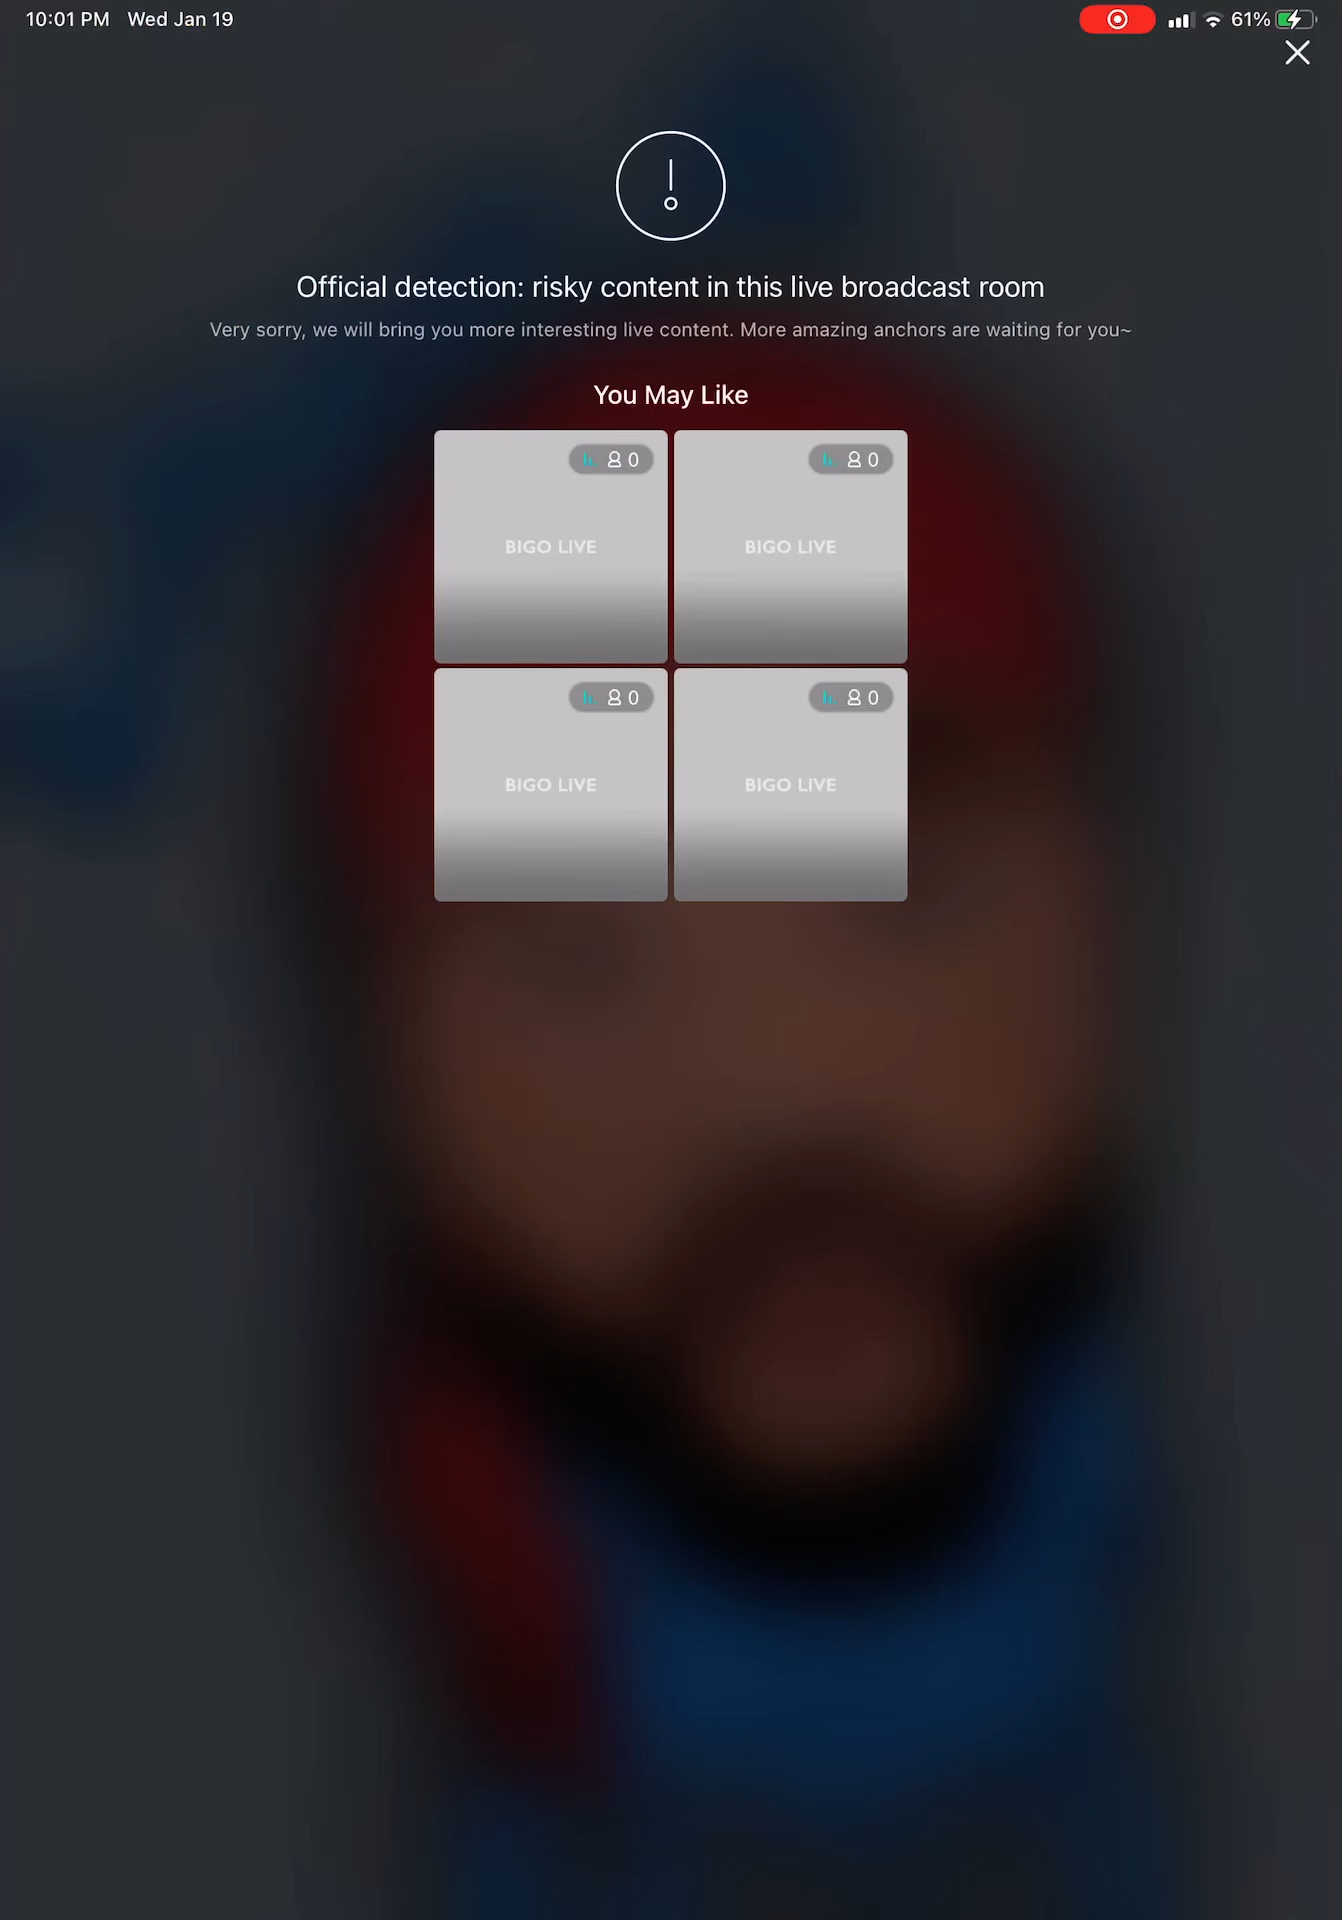 10:01 PM Wed Jan 19
61%
Official detection: risky content in this live broadcast room
Very sorry, we will bring you more interesting live content. More amazing anchors are waiting for you~
You May Like
0
0
BIGO LIVE
BIGO LIVE
0
0
BIGO LIVE
BIGO LIVE